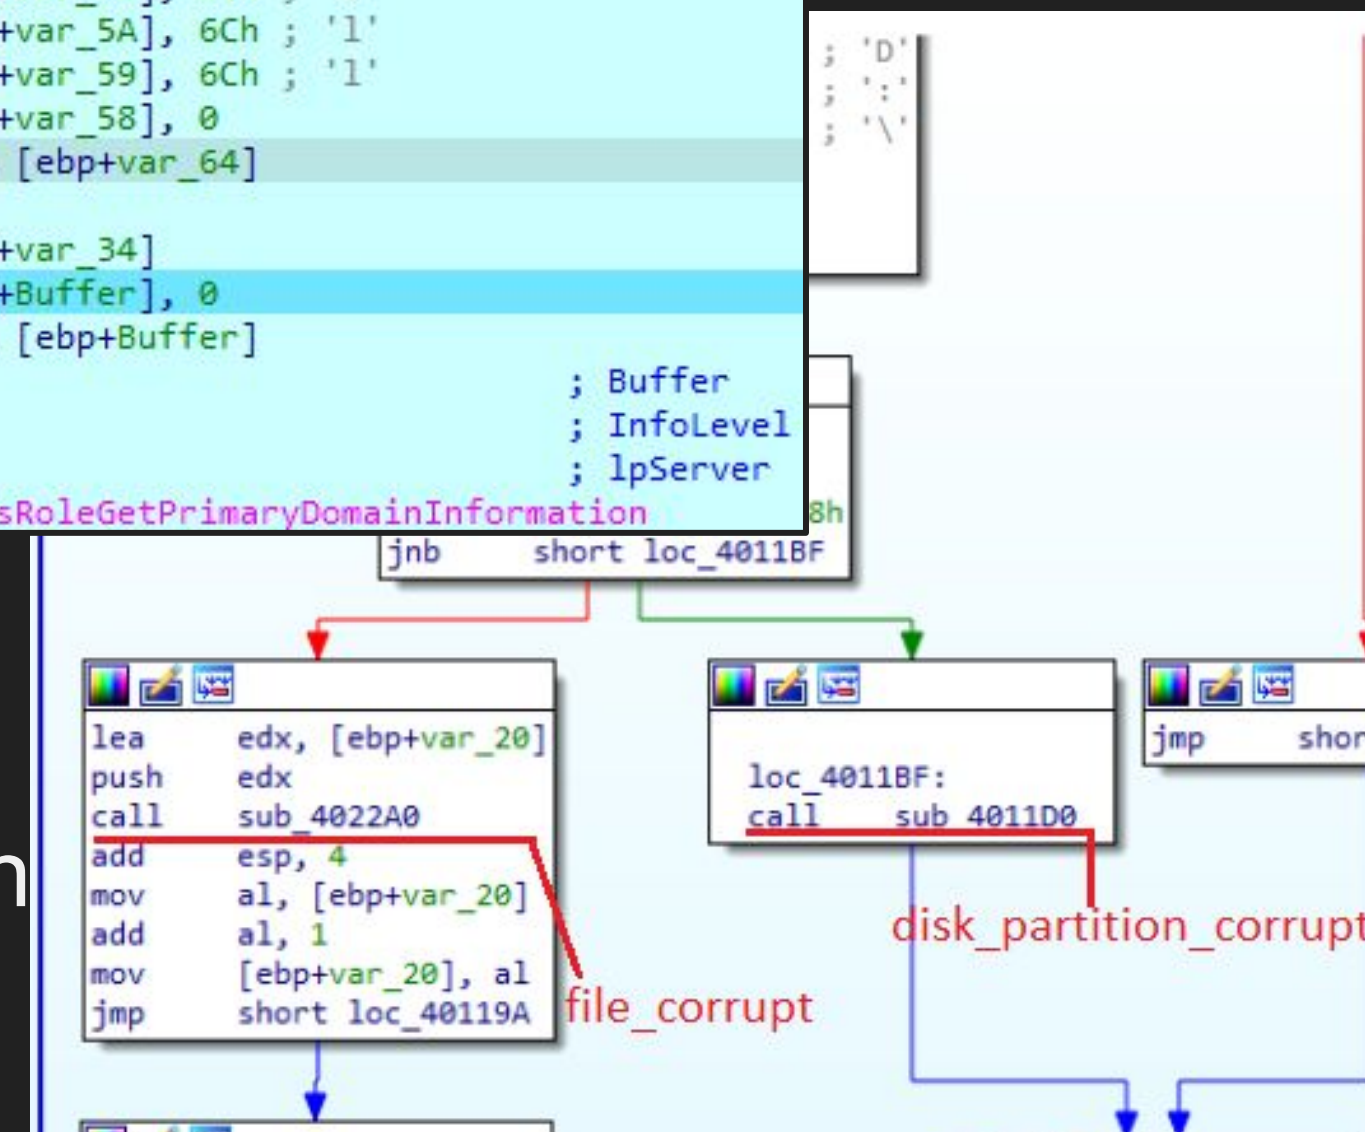 +var_5A], 6Ch ; 'l'
+var_59], 6Ch ; 'l'
+var_58], 0
[ebp+var_64]
+var_34]
+Buffer], 0
[ebp+Buffer]
; Buffer
; InfoLevel
; lpServer
sRoleGetPrimaryDomainInformation
; 'D'
; ':'
; '\'
8h
jnb short loc_4011BF
lea edx, [ebp+var_20]
push edx
call sub_4022A0
add esp, 4
mov al, [ebp+var_20]
add al, 1
mov [ebp+var_20], al
jmp short loc_40119A
file_corrupt
loc_4011BF:
call sub_4011D0
disk_partition_corrupt
jmp shor
n